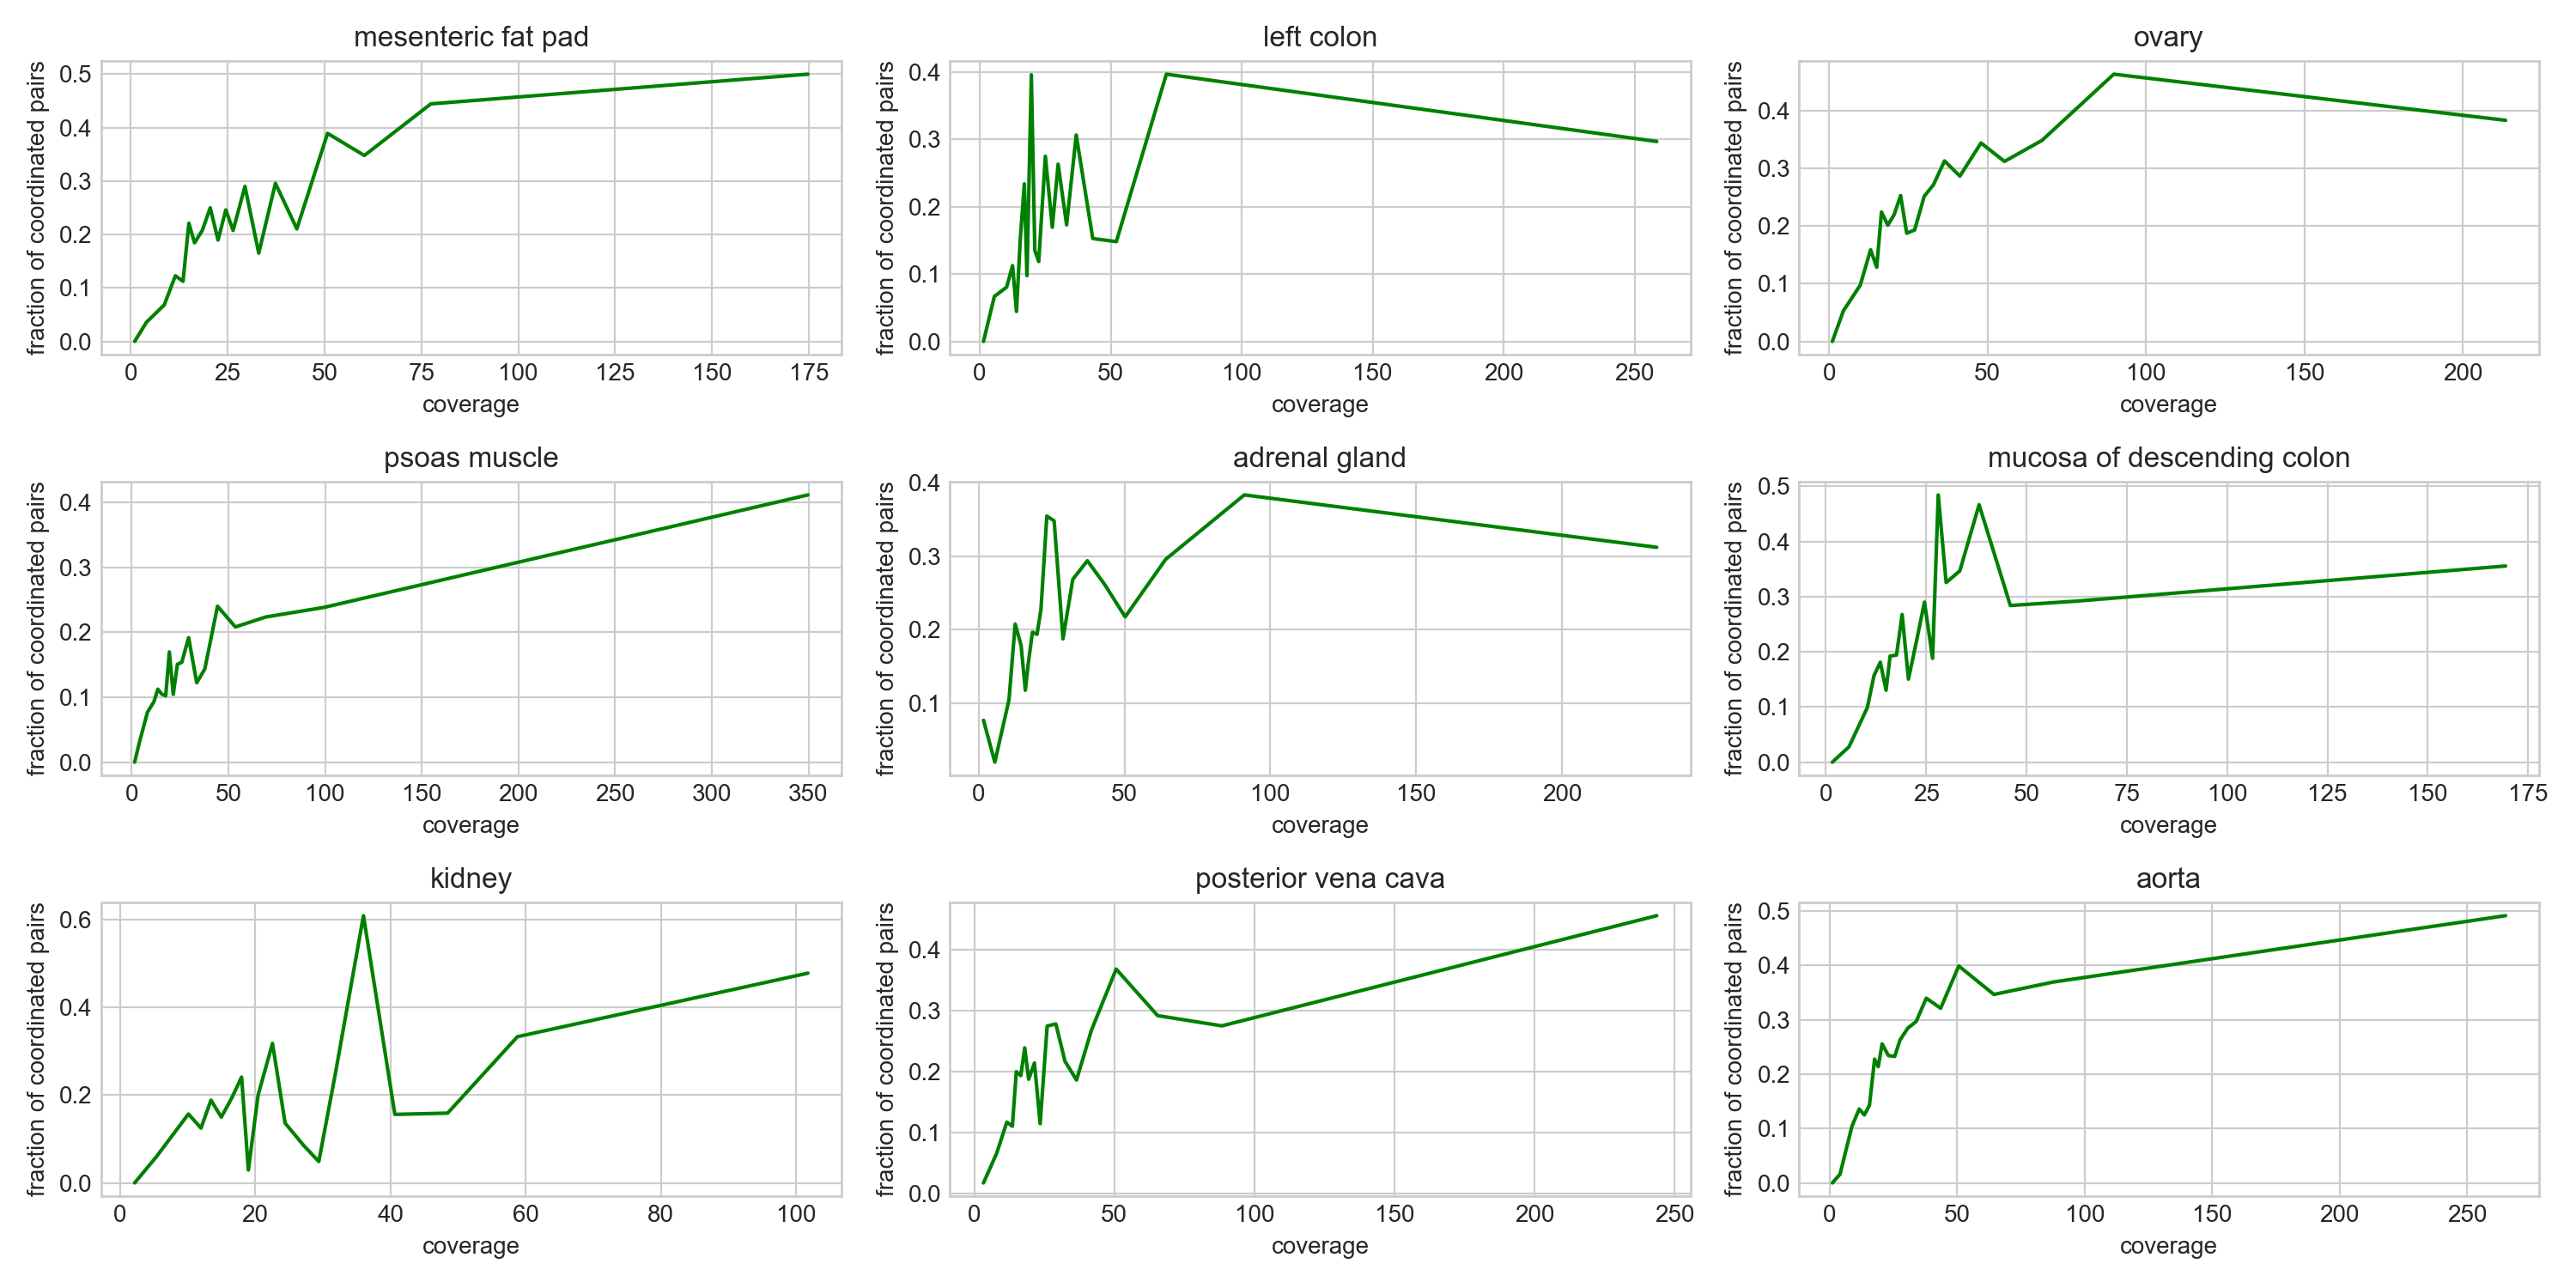 mesenteric fat pad
fraction of coordinated pairs
0.5
0.4
0.3
0.2
0.1
0.0
0 25 50 75 100 125 150 175
coverage
left colon
fraction of coordinated pairs
0.4
0.3
0.2
0.1
0.0
0 50 100 150 200 250
coverage
ovary
fraction of coordinated pairs
0.4
0.3
0.2
0.1
0.0
0 50 100 150 200
coverage
psoas muscle
fraction of coordinated pairs
0.4
0.3
0.2
0.1
0.0
0 50 100 150 200 250 300 350
coverage
adrenal gland
fraction of coordinated pairs
0.4
0.3
0.2
0.1
0 50 100 150 200
coverage
mucosa of descending colon
fraction of coordinated pairs
0.5
0.4
0.3
0.2
0.1
0.0
0 25 50 75 100 125 150 175
coverage
kidney
fraction of coordinated pairs
0.6
0.4
0.2
0.0
0 20 40 60 80 100
coverage
posterior vena cava
fraction of coordinated pairs
0.4
0.3
0.2
0.1
0.0
0 50 100 150 200 250
coverage
aorta
fraction of coordinated pairs
0.5
0.4
0.3
0.2
0.1
0.0
0 50 100 150 200 250
coverage